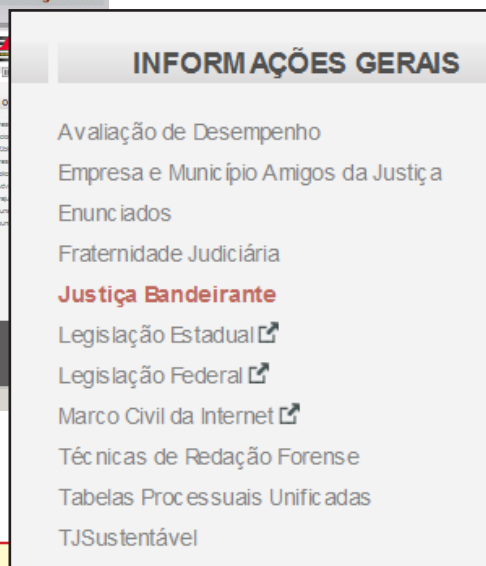 INFORMAÇÕES GERAIS
Avaliação de Desempenho
Empresa e Município Amigos da Justiça
Enunciados
Fraternidade Judiciária
Justiça Bandeirante
Legislação Estadual
Legislação Federal
Marco Civil da Internet
Técnicas de Redação Forense
Tabelas Processuais Unificadas
TJSustentável